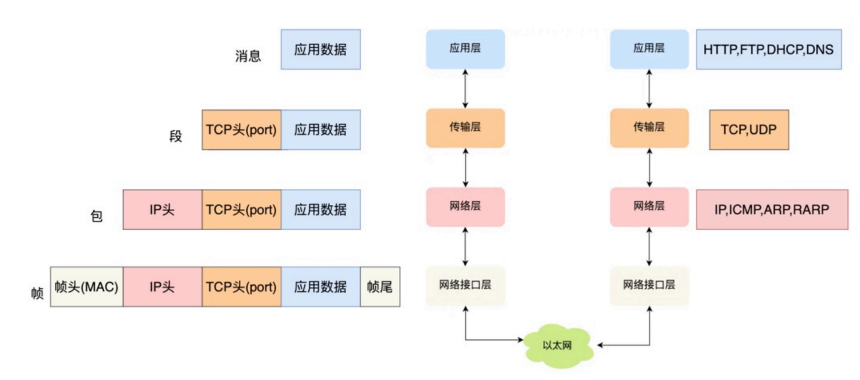 消息 应用数据 应用层 应用层 HTTP,FTP,DHCP,DNS
段 TCP头(port) 应用数据 传输层 传输层 TCP,UDP
包 IP头 TCP头(port) 应用数据 网络层 网络层 IP,ICMP,ARP,RARP
帧 帧头(MAC) IP头 TCP头(port) 应用数据 帧尾 网络接口层 网络接口层
以太网